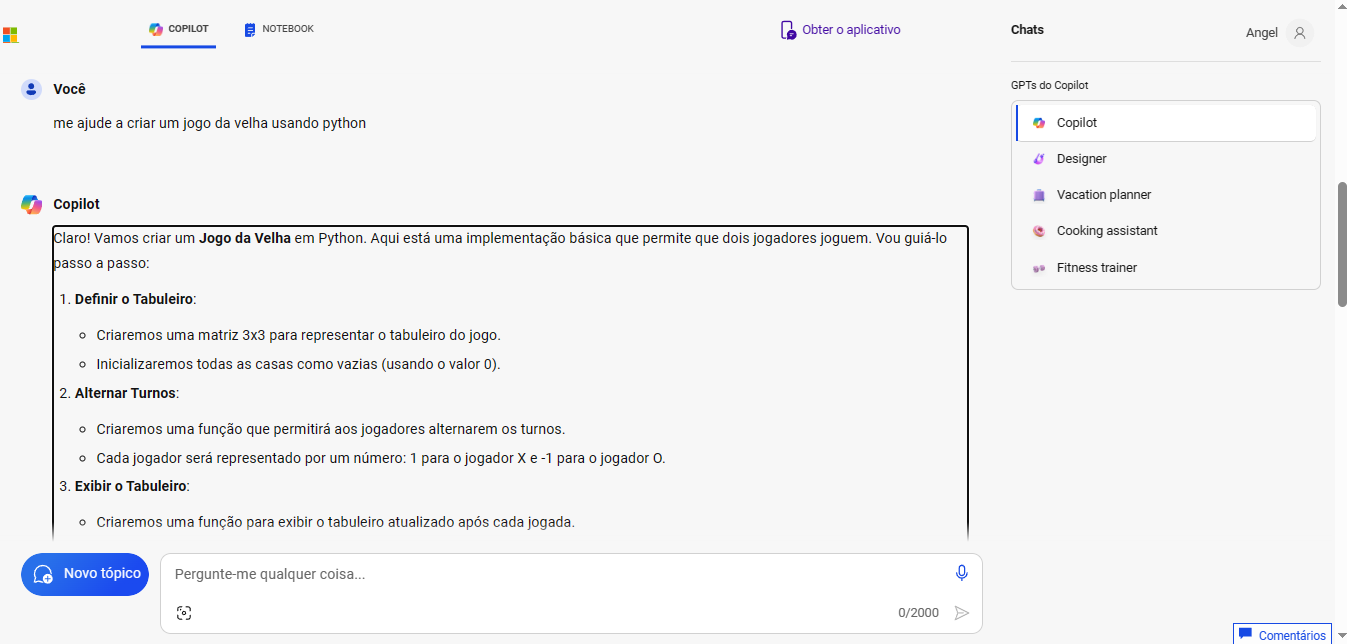 COPILOT
NOTEBOOK
Obter o aplicativo
Chats
Angel
Você
me ajude a criar um jogo da velha usando python
Copilot
Claro! Vamos criar um Jogo da Velha em Python. Aqui está uma implementação básica que permite que dois jogadores joguem. Vou guiá-lo
passo a passo:
1. Definir o Tabuleiro:
Criaremos uma matriz 3x3 para representar o tabuleiro do jogo.
Inicializaremos todas as casas como vazias (usando o valor 0).
2. Alternar Turnos:
Criaremos uma função que permitirá aos jogadores alternarem os turnos.
Cada jogador será representado por um número: 1 para o jogador X e -1 para o jogador O.
3. Exibir o Tabuleiro:
Criaremos uma função para exibir o tabuleiro atualizado após cada jogada.
GPTs do Copilot
Copilot
Designer
Vacation planner
Cooking assistant
Fitness trainer
Novo tópico
Pergunte-me qualquer coisa...
0/2000
Comentários